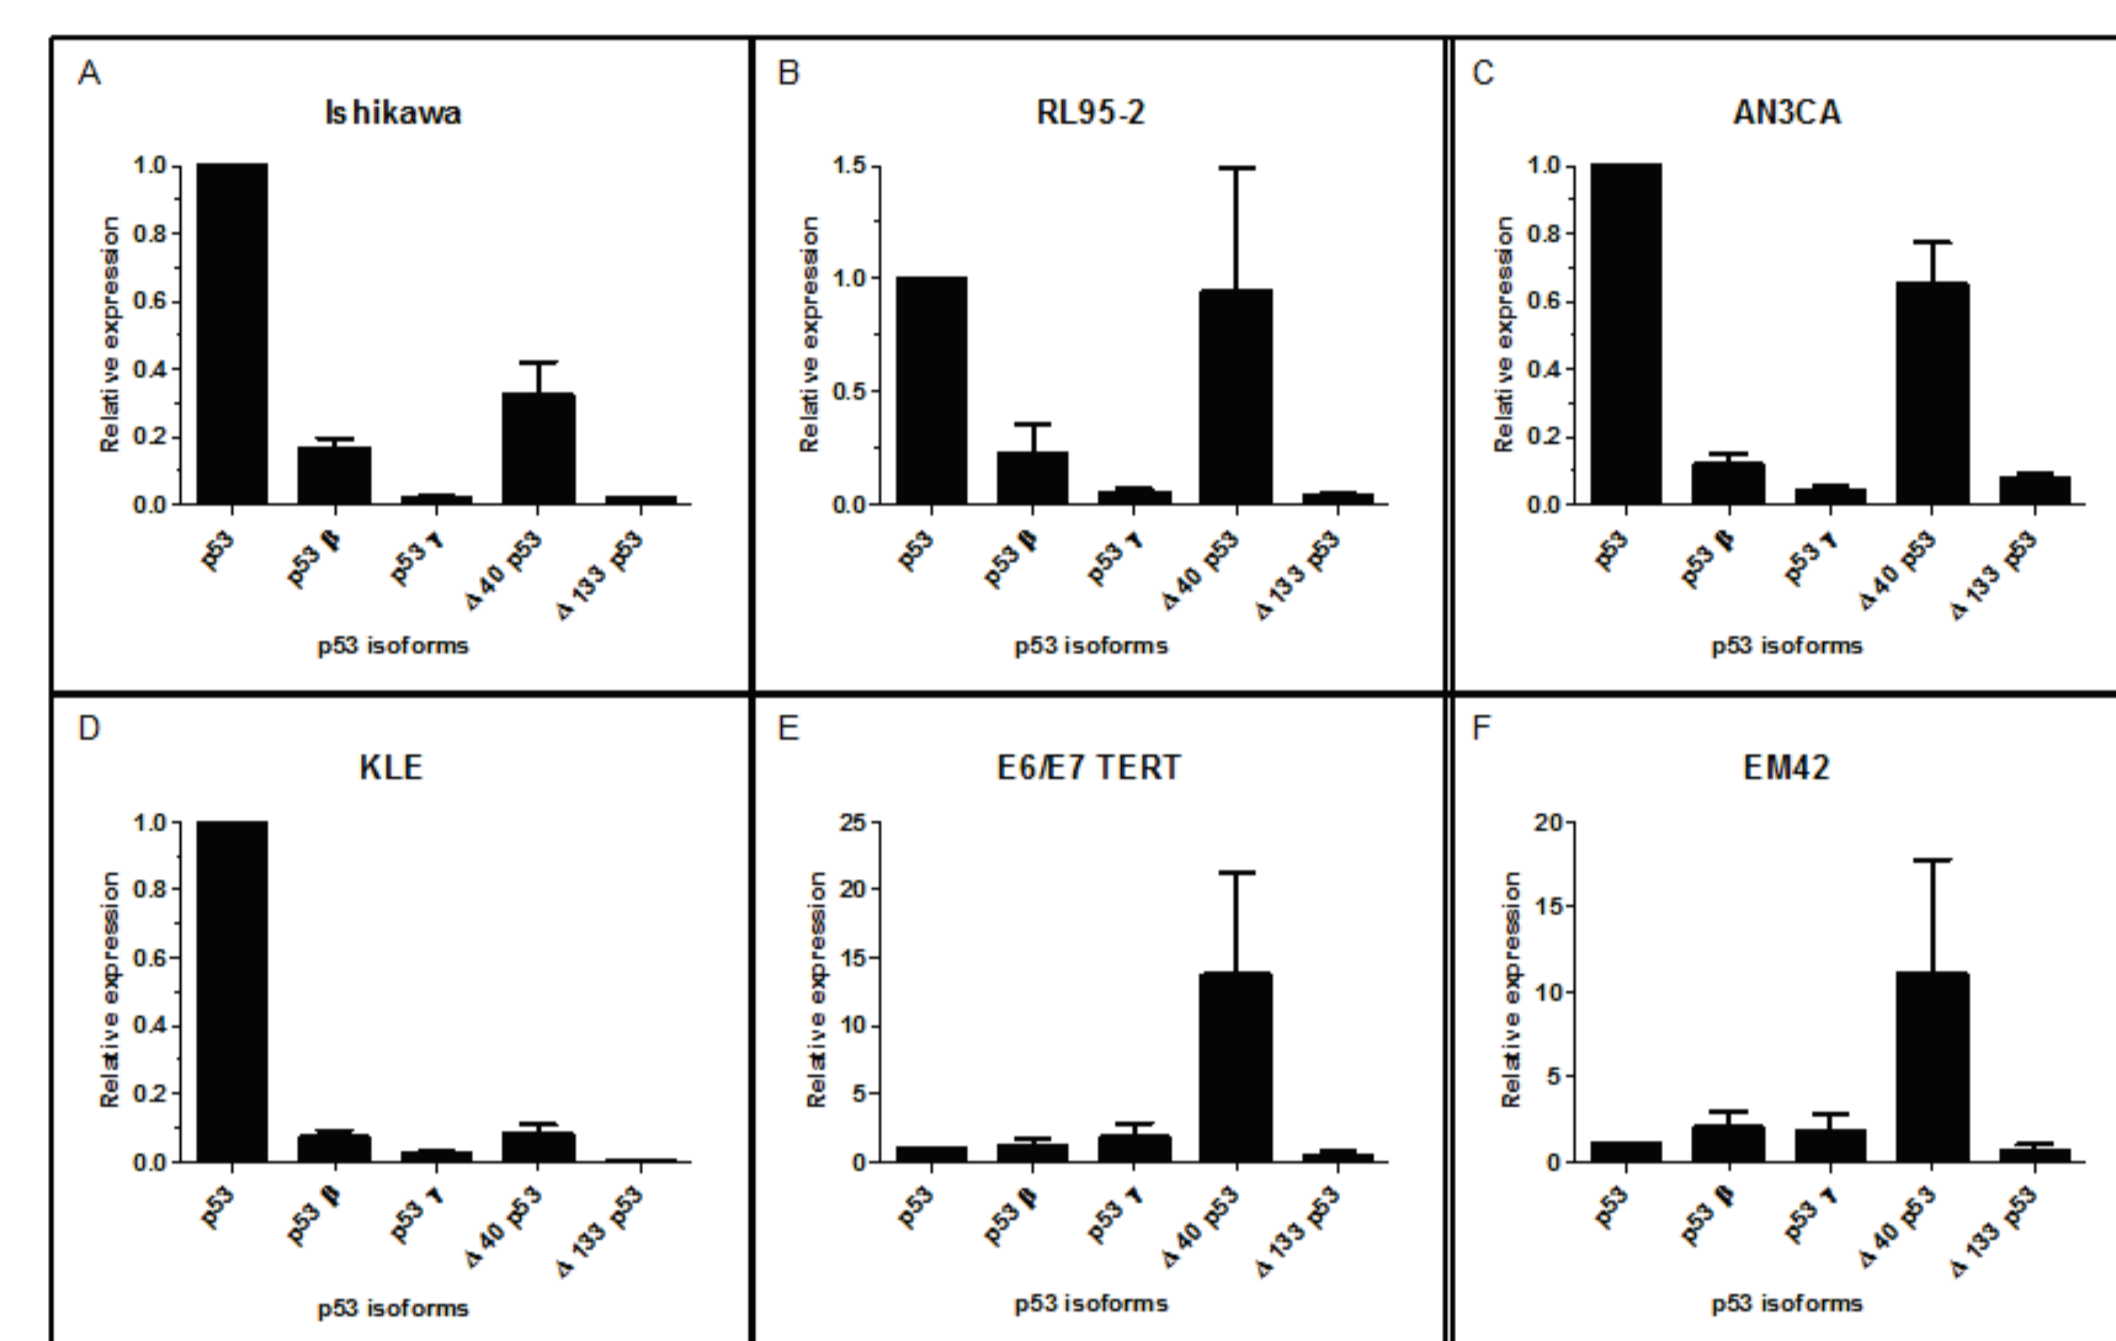 A
Ishikawa
Relative expression
1.0
0.8
0.6
0.4
0.2
0.0
p53
p53 β
p53 γ
Δ40 p53
Δ133 p53
p53 isoforms
B
RL95-2
Relative expression
1.5
1.0
0.5
0.0
p53
p53 β
p53 γ
Δ40 p53
Δ133 p53
p53 isoforms
C
AN3CA
Relative expression
1.0
0.8
0.6
0.4
0.2
0.0
p53
p53 β
p53 γ
Δ40 p53
Δ133 p53
p53 isoforms
D
KLE
Relative expression
1.0
0.8
0.6
0.4
0.2
0.0
p53
p53 β
p53 γ
Δ40 p53
Δ133 p53
p53 isoforms
E
E6/E7 TERT
Relative expression
25
20
15
10
5
0
p53
p53 β
p53 γ
Δ40 p53
Δ133 p53
p53 isoforms
F
EM42
Relative expression
20
15
10
5
0
p53
p53 β
p53 γ
Δ40 p53
Δ133 p53
p53 isoforms